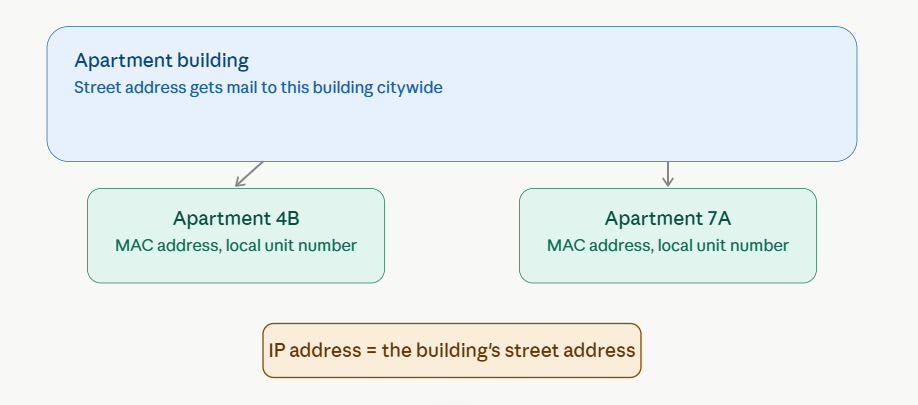 Apartment building
Street address gets mail to this building citywide
Apartment 4B
MAC address, local unit number
Apartment 7A
MAC address, local unit number
IP address = the building's street address